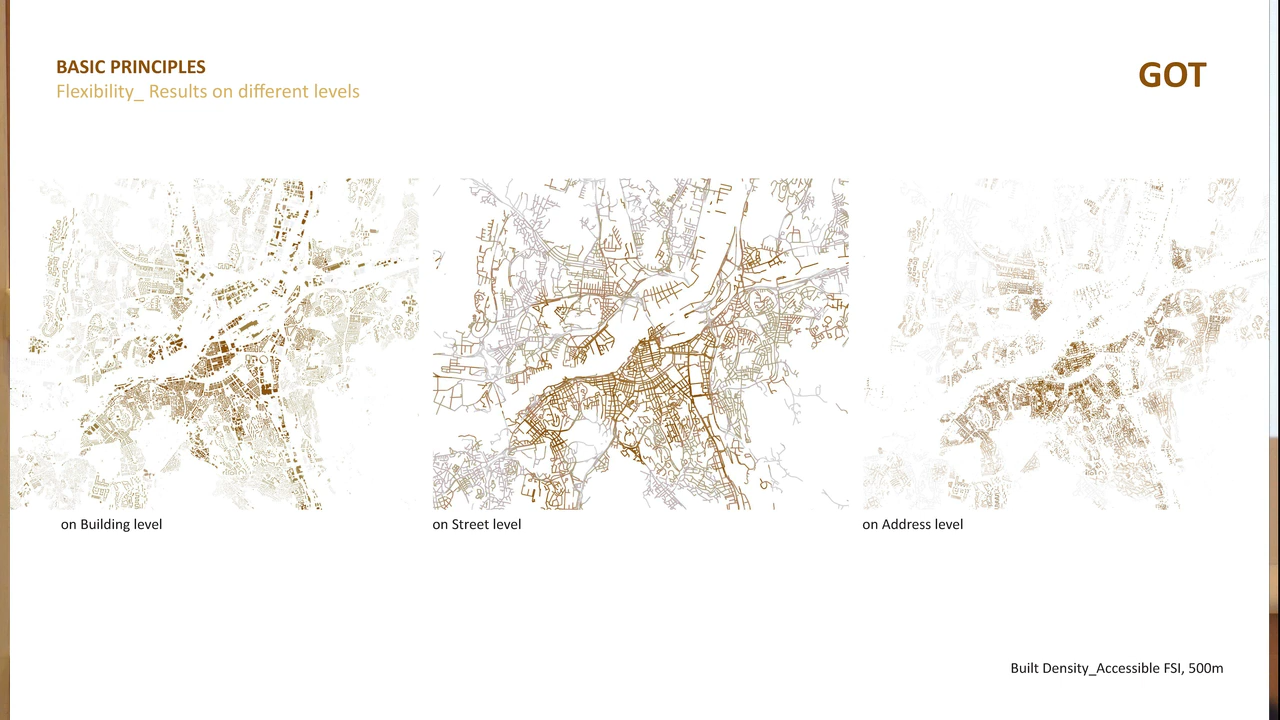 BASIC PRINCIPLES
Flexibility_ Results on different levels
GOT
on Building level
on Street level
on Address level
Built Density_Accessible FSI, 500m